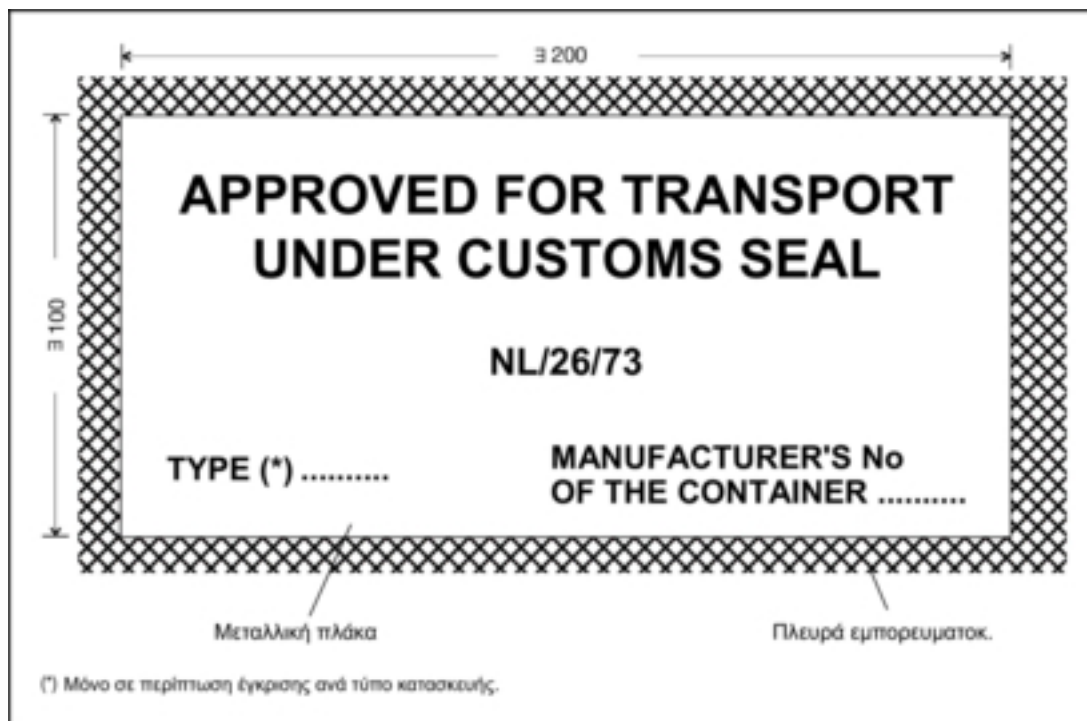 ∃ 200
∃ 100
APPROVED FOR TRANSPORT
UNDER CUSTOMS SEAL
NL/26/73
TYPE (*) ..........
MANUFACTURER'S No
OF THE CONTAINER ..........
Μεταλλική πλάκα
Πλευρά εμπορευματοκ.
(*) Μόνο σε περίπτωση έγκρισης ανά τύπο κατασκευής.